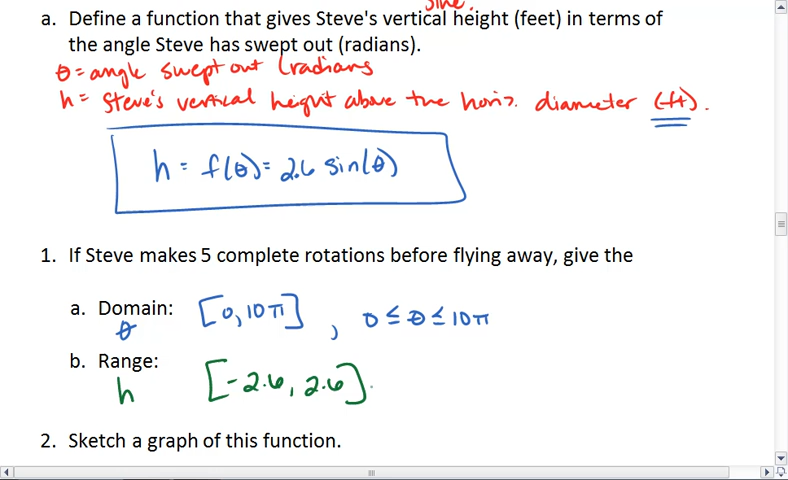 sine.
a. Define a function that gives Steve's vertical height (feet) in terms of
the angle Steve has swept out (radians).
θ = angle swept out (radians
h = Steve's vertical height above the horiz. diameter (ft).
h = f(θ) = 2.6 sin(θ)
1. If Steve makes 5 complete rotations before flying away, give the
a. Domain: [0, 10π] , 0 ≤ θ ≤ 10π
θ
b. Range: [-2.6, 2.6]
h
2. Sketch a graph of this function.